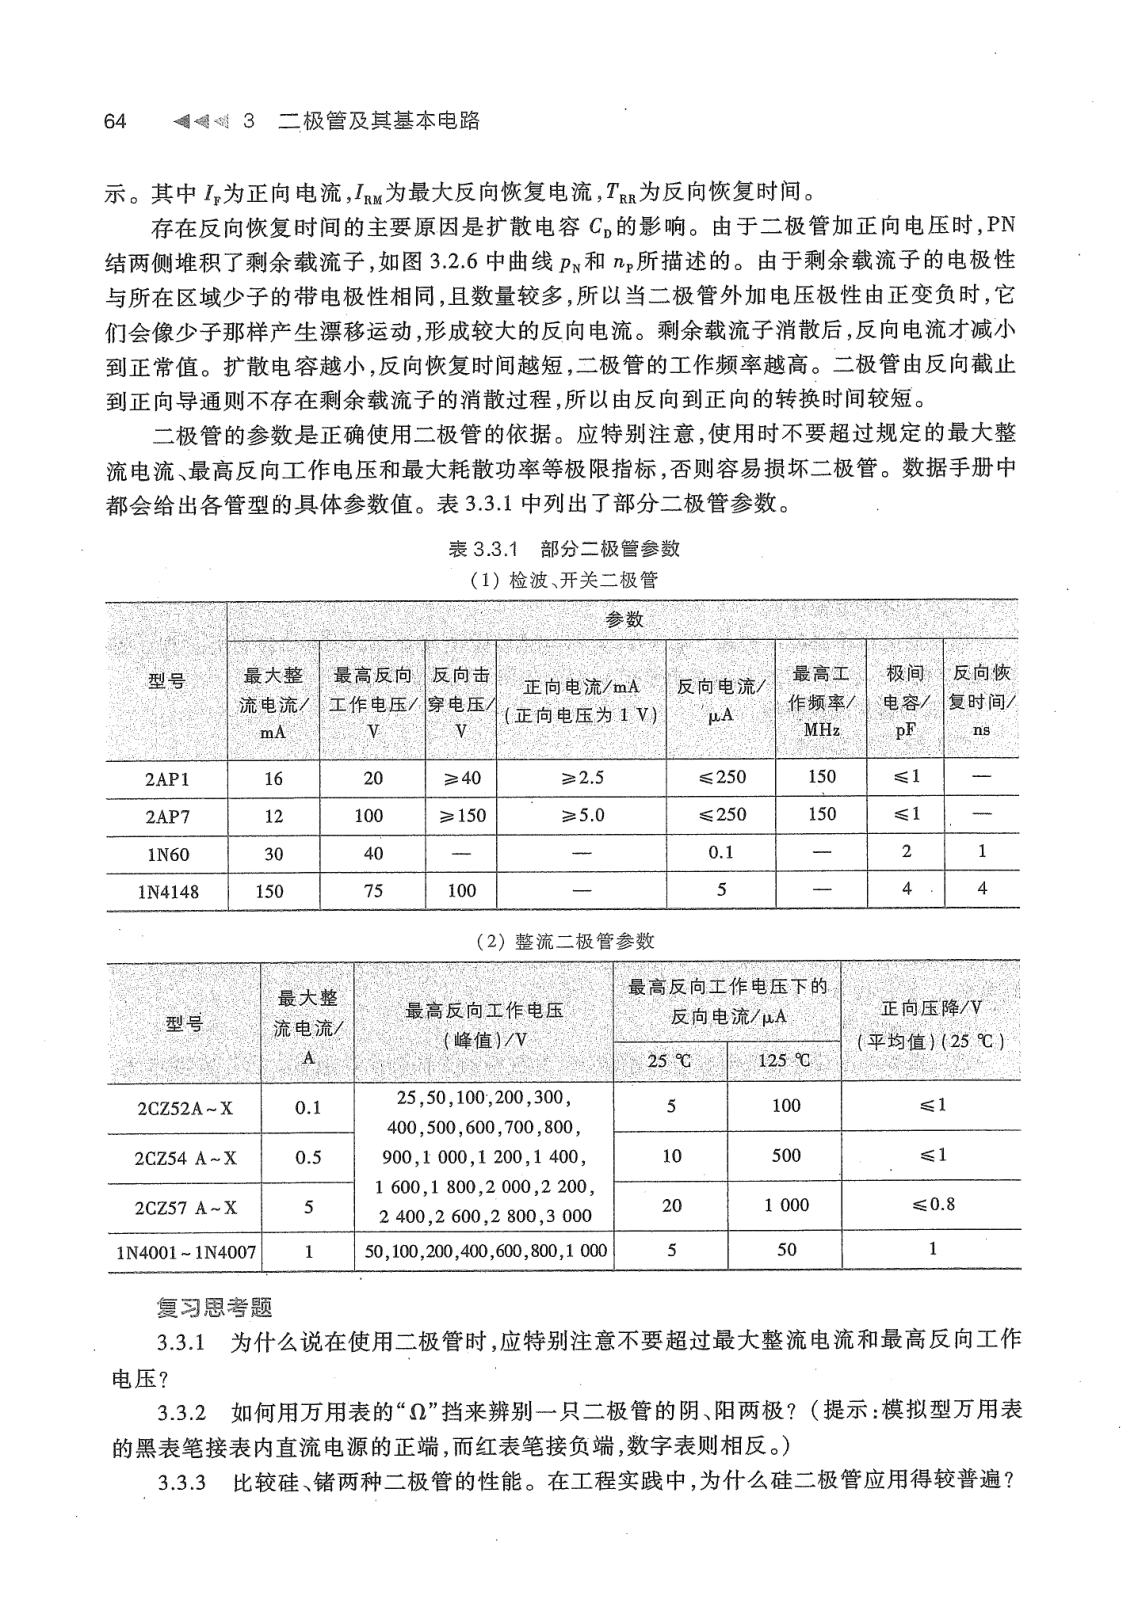 64 3 二极管及其基本电路
示。其中 I_F为正向电流,I_RM为最大反向恢复电流,T_RR为反向恢复时间。
存在反向恢复时间的主要原因是扩散电容 C_D的影响。由于二极管加正向电压时,PN
结两侧堆积了剩余载流子,如图 3.2.6 中曲线 p_N和 n_P所描述的。由于剩余载流子的电极性
与所在区域少子的带电极性相同,且数量较多,所以当二极管外加电压极性由正变负时,它
们会像少子那样产生漂移运动,形成较大的反向电流。剩余载流子消散后,反向电流才减小
到正常值。扩散电容越小,反向恢复时间越短,二极管的工作频率越高。二极管由反向截止
到正向导通则不存在剩余载流子的消散过程,所以由反向到正向的转换时间较短。
二极管的参数是正确使用二极管的依据。应特别注意,使用时不要超过规定的最大整
流电流、最高反向工作电压和最大耗散功率等极限指标,否则容易损坏二极管。数据手册中
都会给出各管型的具体参数值。表 3.3.1 中列出了部分二极管参数。
表 3.3.1 部分二极管参数
(1) 检波、开关二极管
参数
型号 最大整流电流/mA 最高反向工作电压/V 反向击穿电压/V 正向电流/mA(正向电压为 1 V) 反向电流/μA 最高工作频率/MHz 极间电容/pF 反向恢复时间/ns
2AP1 16 20 ≥40 ≥2.5 ≤250 150 ≤1 —
2AP7 12 100 ≥150 ≥5.0 ≤250 150 ≤1 —
1N60 30 40 — — 0.1 — 2 1
1N4148 150 75 100 — 5 — 4 4
(2) 整流二极管参数
型号 最大整流电流/A 最高反向工作电压(峰值)/V 最高反向工作电压下的反向电流/μA 正向压降/V(平均值)(25 ℃)
25 ℃ 125 ℃
2CZ52A~X 0.1 25,50,100,200,300, 5 100 ≤1
400,500,600,700,800,
2CZ54 A~X 0.5 900,1 000,1 200,1 400, 10 500 ≤1
1 600,1 800,2 000,2 200,
2CZ57 A~X 5 2 400,2 600,2 800,3 000 20 1 000 ≤0.8
1N4001~1N4007 1 50,100,200,400,600,800,1 000 5 50 1
复习思考题
3.3.1 为什么说在使用二极管时,应特别注意不要超过最大整流电流和最高反向工作
电压?
3.3.2 如何用万用表的“Ω”挡来辨别一只二极管的阴、阳两极?(提示:模拟型万用表
的黑表笔接表内直流电源的正端,而红表笔接负端,数字表则相反。)
3.3.3 比较硅、锗两种二极管的性能。在工程实践中,为什么硅二极管应用得较普遍?